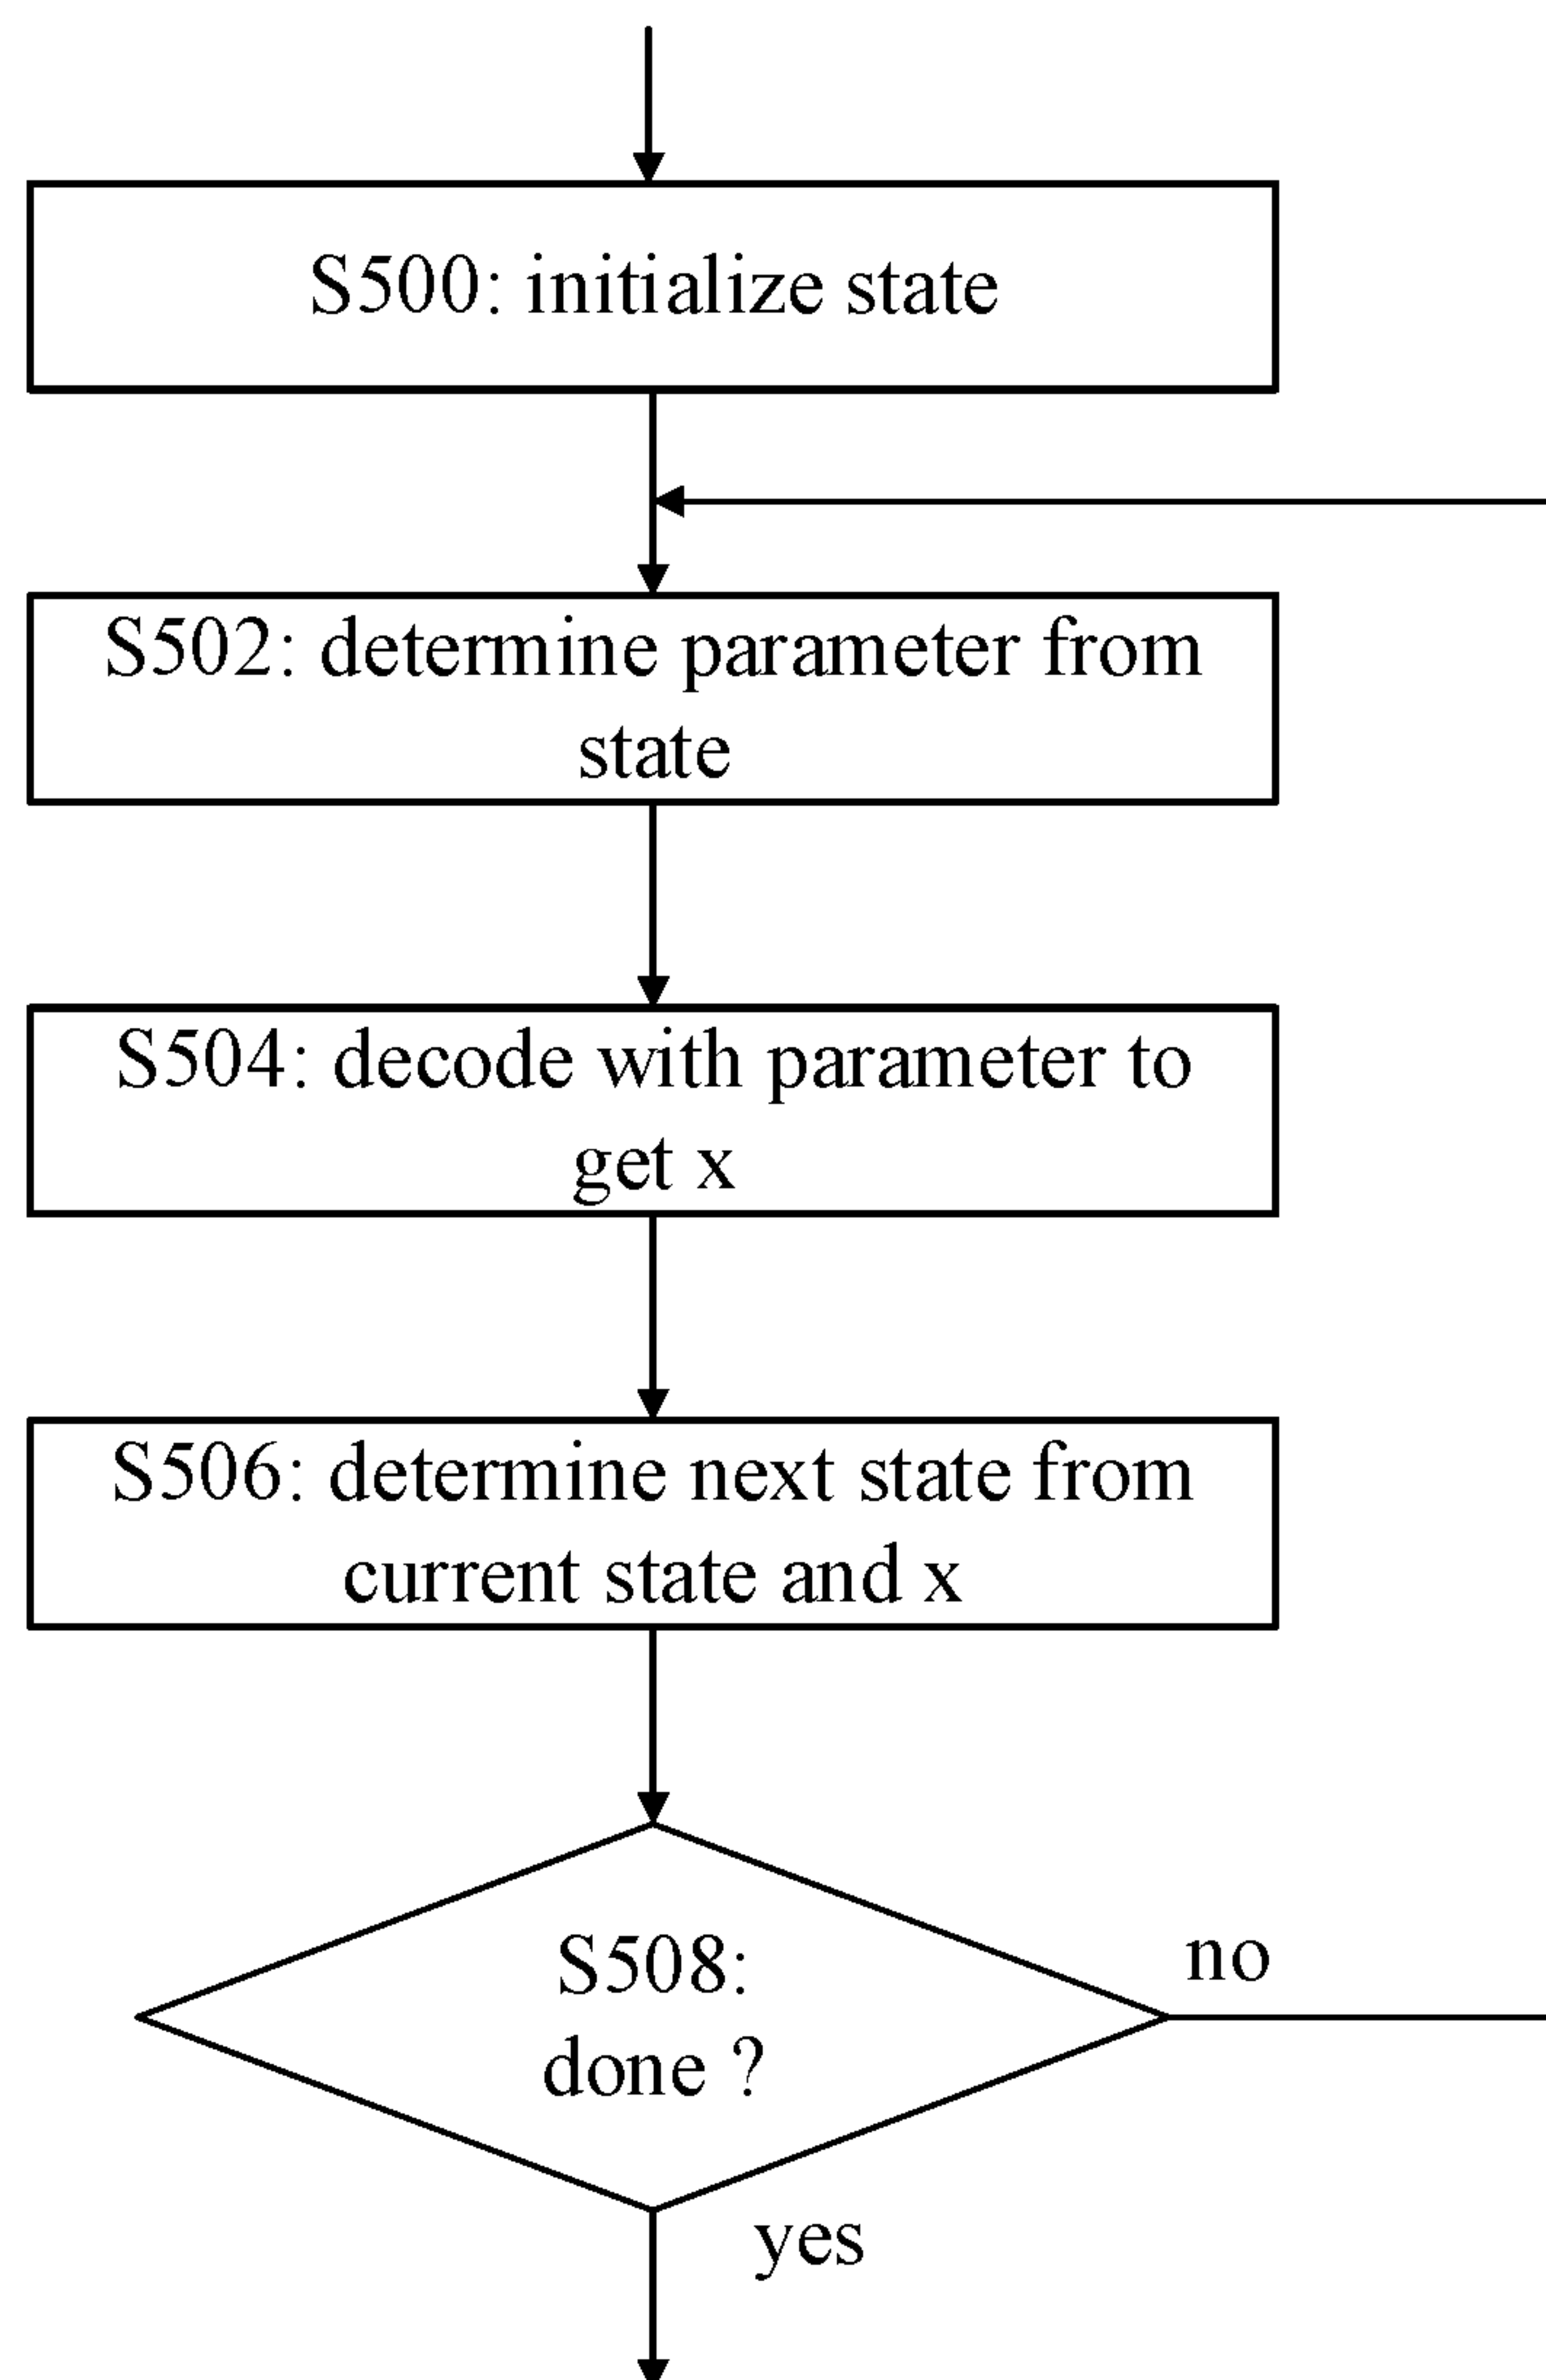 S500: initialize state
S502: determine parameter from
state
S504: decode with parameter to
get x
S506: determine next state from
current state and x
S508:
done ?
no
yes